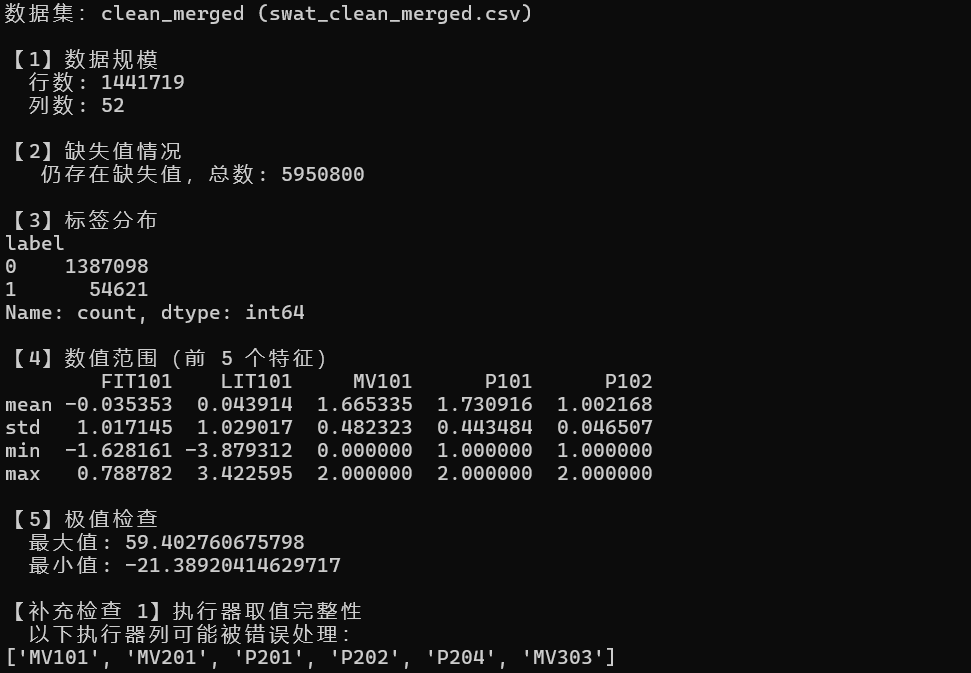 数据集: clean_merged (swat_clean_merged.csv)
【1】数据规模
行数: 1441719
列数: 52
【2】缺失值情况
仍存在缺失值, 总数: 5950800
【3】标签分布
label
0    1387098
1      54621
Name: count, dtype: int64
【4】数值范围 (前 5 个特征)
        FIT101    LIT101     MV101      P101      P102
mean -0.035353  0.043914  1.665335  1.730916  1.002168
std   1.017145  1.029017  0.482323  0.443484  0.046507
min  -1.628161 -3.879312  0.000000  1.000000  1.000000
max   0.788782  3.422595  2.000000  2.000000  2.000000
【5】极值检查
最大值: 59.402760675798
最小值: -21.38920414629717
【补充检查 1】执行器取值完整性
以下执行器列可能被错误处理:
['MV101', 'MV201', 'P201', 'P202', 'P204', 'MV303']